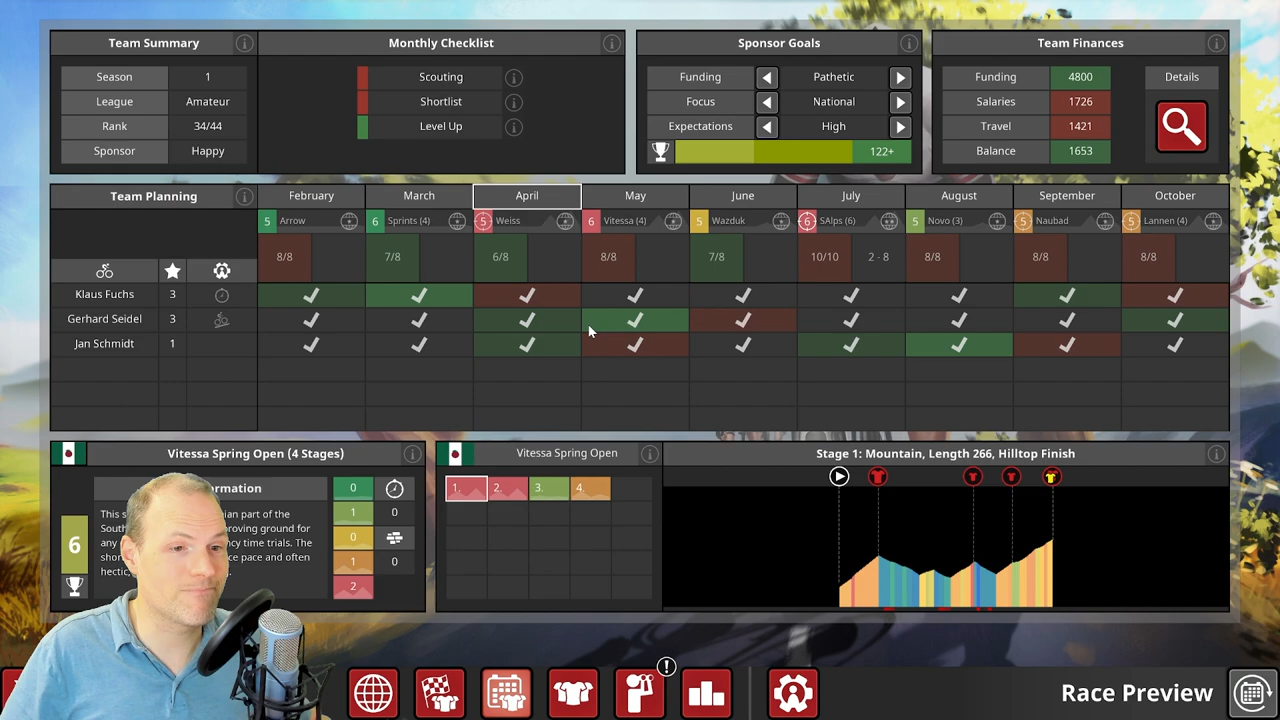 Team Summary
Season 1
League Amateur
Rank 34/44
Sponsor Happy
Monthly Checklist
Scouting
Shortlist
Level Up
Sponsor Goals
Funding Pathetic
Focus National
Expectations High
122+
Team Finances
Funding 4800 Details
Salaries 1726
Travel 1421
Balance 1653
Team Planning February March April May June July August September October
5 Arrow 6 Sprints (4) 5 Weiss 6 Vitessa (4) 5 Wazduk 6 SAlps (6) 5 Novo (3) 5 Naubad 5 Lannen (4)
8/8 7/8 6/8 8/8 7/8 10/10 2 - 8 8/8 8/8 8/8
Klaus Fuchs 3
Gerhard Seidel 3
Jan Schmidt 1
Vitessa Spring Open (4 Stages)
ormation
This s ian part of the
South roving ground for
any cy time trials. The
shor ce pace and often
hectic,
6
0
1 0
0
1 0
2
Vitessa Spring Open
1. 2. 3. 4.
Stage 1: Mountain, Length 266, Hilltop Finish
!
Race Preview